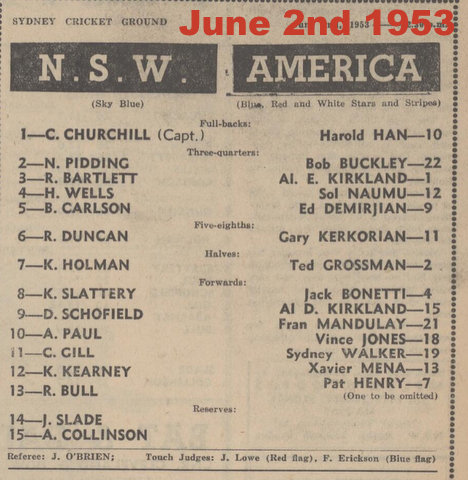 SYDNEY CRICKET GROUND
June 2nd 1953
N.S.W. AMERICA
(Sky Blue) (Blue, Red and White Stars and Stripes)
Full-backs:
1—C. CHURCHILL (Capt.) Harold HAN—10
Three-quarters:
2—N. PIDDING Bob BUCKLEY—22
3—R. BARTLETT Al. E. KIRKLAND—1
4—H. WELLS Sol NAUMU—12
5—B. CARLSON Ed DEMIRJIAN—9
Five-eighths:
6—R. DUNCAN Gary KERKORIAN—11
Halves:
7—K. HOLMAN Ted GROSSMAN—2
Forwards:
8—K. SLATTERY Jack BONETTI—4
9—D. SCHOFIELD Al D. KIRKLAND—15
Fran MANDULAY—21
10—A. PAUL Vince JONES—18
11—C. GILL Sydney WALKER—19
12—K. KEARNEY Xavier MENA—13
13—R. BULL Pat HENRY—7
(One to be omitted)
Reserves:
14—J. SLADE
15—A. COLLINSON
Referee: J. O'BRIEN; Touch Judges: J. Lowe (Red flag), F. Erickson (Blue flag)